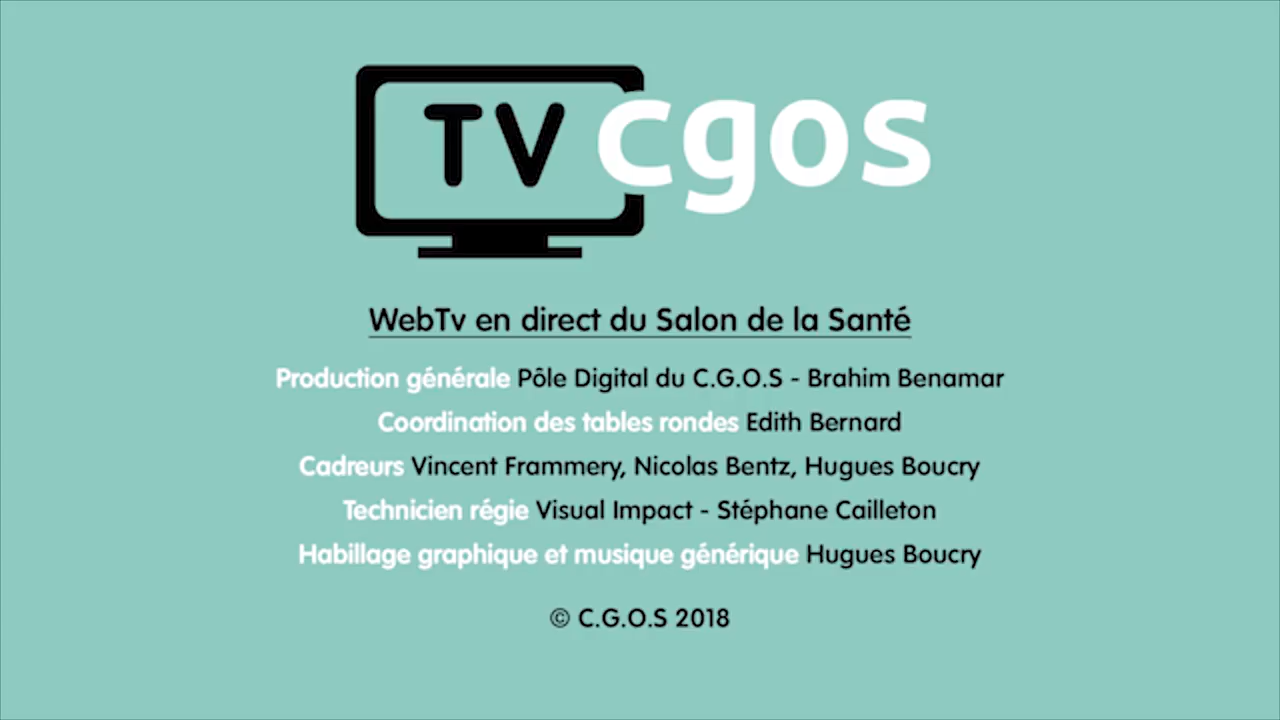 TV cgos
WebTv en direct du Salon de la Santé
Production générale Pôle Digital du C.G.O.S - Brahim Benamar
Coordination des tables rondes Edith Bernard
Cadreurs Vincent Frammery, Nicolas Bentz, Hugues Boucry
Technicien régie Visual Impact - Stéphane Cailleton
Habillage graphique et musique générique Hugues Boucry
© C.G.O.S 2018